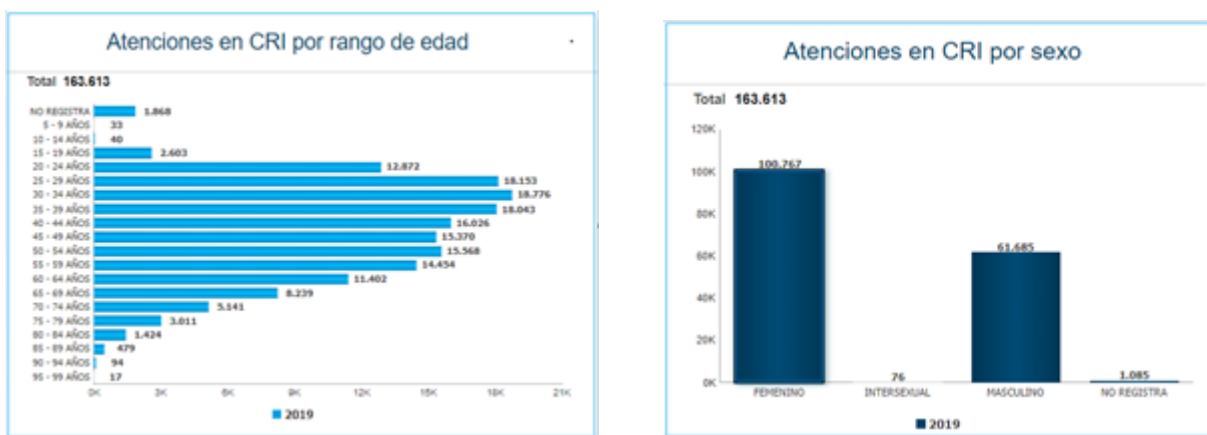 Atenciones en CRI por rango de edad
Total 163.613
NO REGISTRA 1.868
5 - 9 AÑOS 33
10 - 14 AÑOS 40
15 - 19 AÑOS 2.603
20 - 24 AÑOS 12.872
25 - 29 AÑOS 18.153
30 - 34 AÑOS 18.776
35 - 39 AÑOS 18.043
40 - 44 AÑOS 16.026
45 - 49 AÑOS 15.370
50 - 54 AÑOS 15.568
55 - 59 AÑOS 14.454
60 - 64 AÑOS 11.402
65 - 69 AÑOS 8.239
70 - 74 AÑOS 5.141
75 - 79 AÑOS 3.011
80 - 84 AÑOS 1.424
85 - 89 AÑOS 479
90 - 94 AÑOS 94
95 - 99 AÑOS 17
0K 3K 6K 9K 12K 15K 18K 21K
2019
Atenciones en CRI por sexo
Total 163.613
120K
100K
80K
60K
40K
20K
0K
100.767 76 61.685 1.085
FEMENINO INTERSEXUAL MASCULINO NO REGISTRA
2019